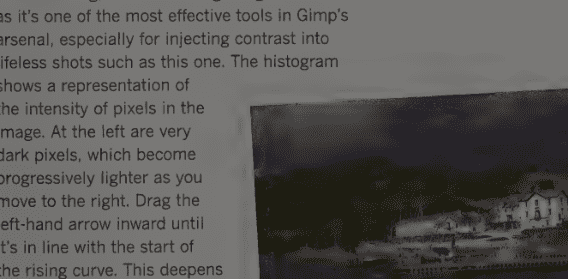 as it's one of the most effective tools in Gimp's
arsenal, especially for injecting contrast into
lifeless shots such as this one. The histogram
shows a representation of
the intensity of pixels in the
image. At the left are very
dark pixels, which become
progressively lighter as you
move to the right. Drag the
left-hand arrow inward until
it's in line with the start of
the rising curve. This deepens